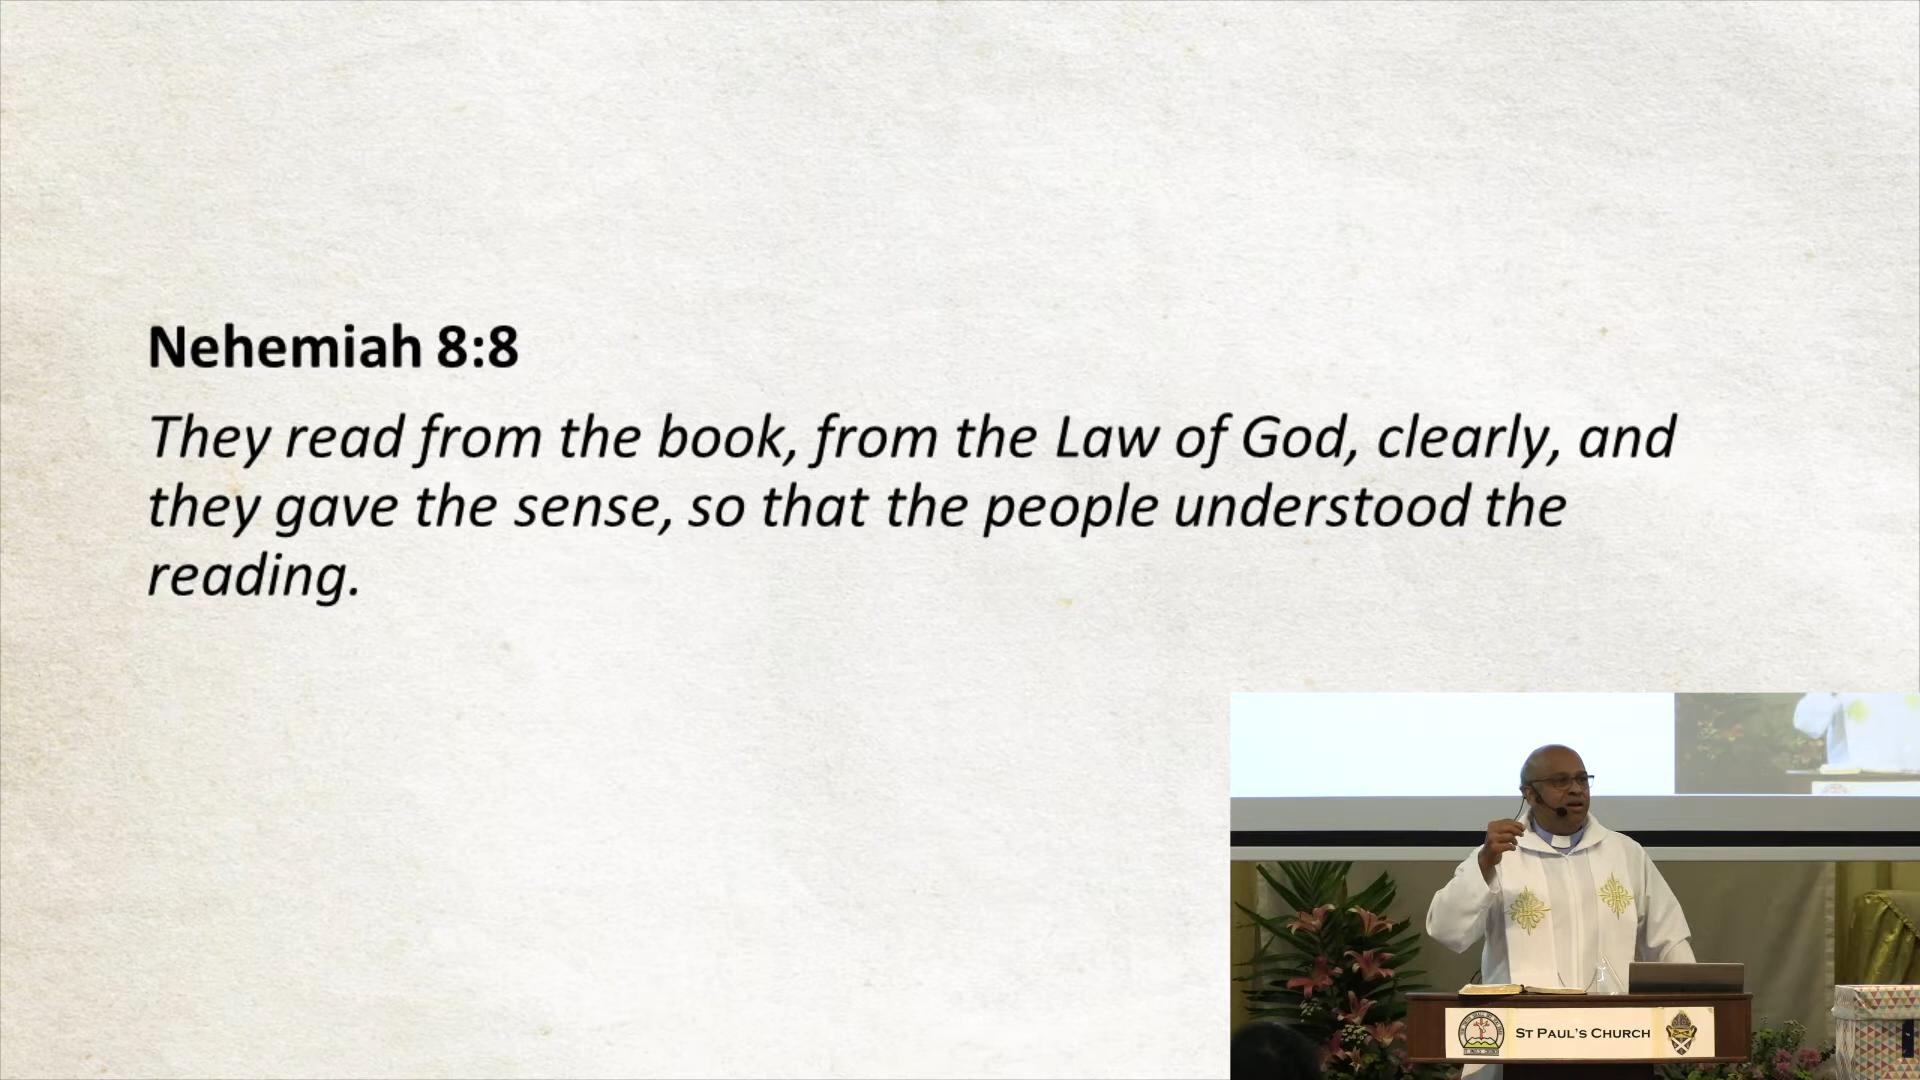 Nehemiah 8:8
They read from the book, from the Law of God, clearly, and
they gave the sense, so that the people understood the
reading.
ST PAUL'S CHURCH